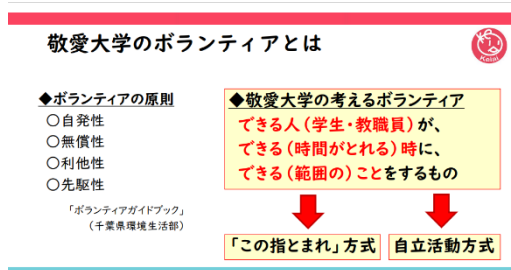 敬愛大学のボランティアとは
Keiai
◆ボランティアの原則
○自発性
○無償性
○利他性
○先駆性
「ボランティアガイドブック」
（千葉県環境生活部）
◆敬愛大学の考えるボランティア
できる人（学生・教職員）が、
できる（時間がとれる）時に、
できる（範囲の）ことをするもの
「この指とまれ」方式
自立活動方式